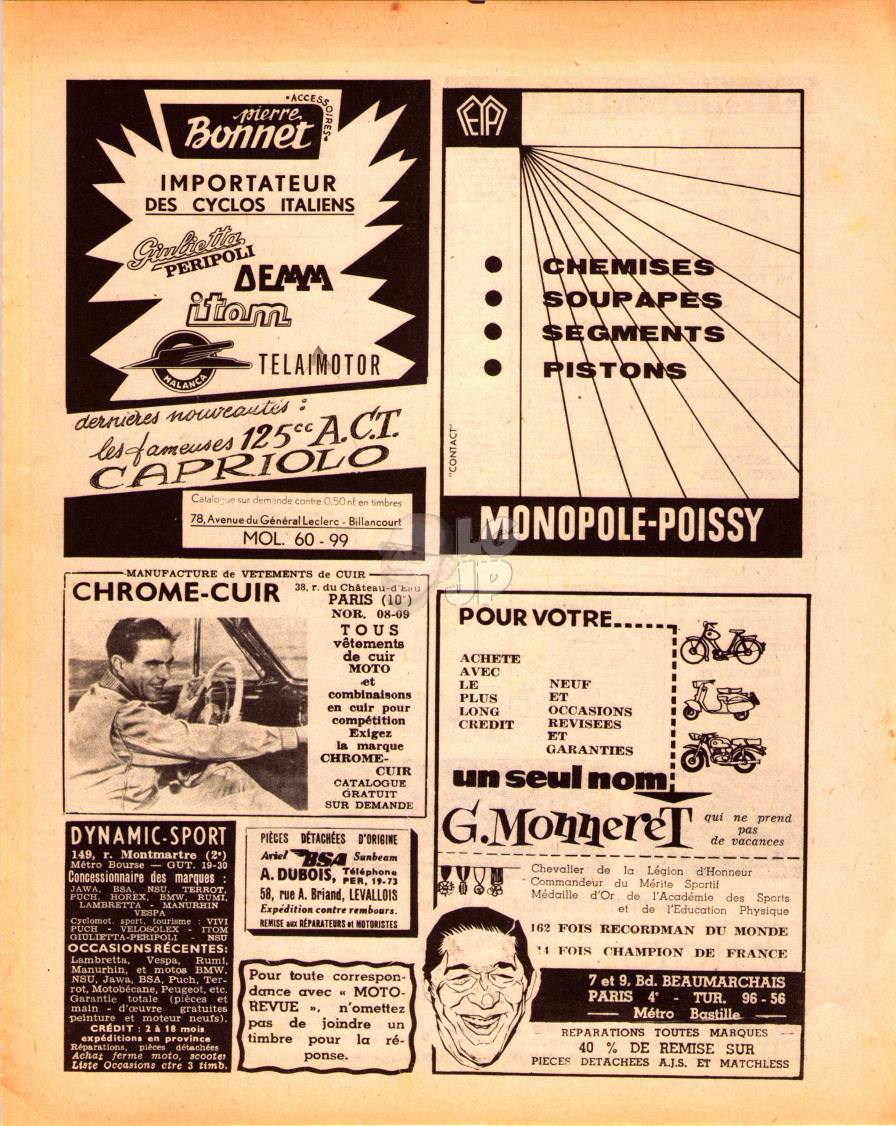 pierre
Bonnet
•ACCESSOIRES•
IMPORTATEUR
DES CYCLOS ITALIENS
Giulietta
PERIPOLI
DEMM
itom
MALANCA
TELAIMOTOR
dernières nouveautés :
les fameuses 125cc A.C.T.
CAPRIOLO
Catalogue sur demande contre 0,50 nf en timbres
78, Avenue du Général Leclerc - Billancourt
MOL. 60 - 99
• CHEMISES
• SOUPAPES
• SEGMENTS
• PISTONS
"CONTACT"
MONOPOLE-POISSY
MANUFACTURE de VETEMENTS de CUIR
CHROME-CUIR
38, r. du Château-d'Eau
PARIS (10e)
NOR. 08-09
TOUS
vêtements
de cuir
MOTO
et
combinaisons
en cuir pour
compétition
Exigez
la marque
CHROME-
CUIR
CATALOGUE
GRATUIT
SUR DEMANDE
POUR VOTRE
ACHETE
AVEC
LE
PLUS
LONG
CREDIT
NEUF
ET
OCCASIONS
REVISEES
ET
GARANTIES
un seul nom
G. MonnereT
qui ne prend
pas
de vacances
Chevalier de la Légion d'Honneur
Commandeur du Mérite Sportif
Médaille d'Or de l'Académie des Sports
et de l'Education Physique
162 FOIS RECORDMAN DU MONDE
14 FOIS CHAMPION DE FRANCE
7 et 9, Bd. BEAUMARCHAIS
PARIS 4e - TUR. 96-56
Métro Bastille
REPARATIONS TOUTES MARQUES
40 % DE REMISE SUR
PIECES DETACHEES A.J.S. ET MATCHLESS
DYNAMIC-SPORT
149, r. Montmartre (2e)
Métro Bourse — GUT. 19-30
Concessionnaire des marques :
JAWA, BSA, NSU, TERROT,
PUCH, HOREX, BMW, RUMI,
LAMBRETTA - MANURHIN
VESPA
Cyclomot. sport, tourisme : VIVI
PUCH - VELOSOLEX - ITOM
GIULIETTA-PERIPOLI - NSU
OCCASIONS RÉCENTES:
Lambretta, Vespa, Rumi,
Manurhin, et motos BMW,
NSU, Jawa, BSA, Puch, Ter-
rot, Motobécane, Peugeot, etc.
Garantie totale (pièces et
main - d'œuvre gratuites
peinture et moteur neufs).
CRÉDIT : 2 à 18 mois
expéditions en province
Réparations, pièces détachées
Achat ferme moto, scooter
Liste Occasions ctre 3 timb.
PIÈCES DÉTACHÉES D'ORIGINE
Ariel BSA Sunbeam
A. DUBOIS, Téléphone
PER. 19-73
58, rue A. Briand, LEVALLOIS
Expédition contre rembours.
REMISE aux RÉPARATEURS et MOTORISTES
Pour toute correspon-
dance avec « MOTO-
REVUE », n'omettez
pas de joindre un
timbre pour la ré-
ponse.